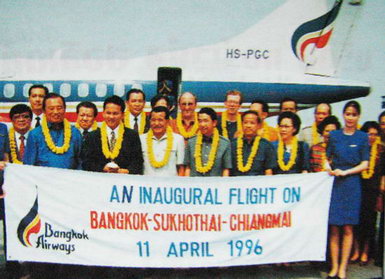 HS-PGC
AN INAUGURAL FLIGHT ON
BANGKOK-SUKHOTHAI-CHIANGMAI
11 APRIL 1996
Bangkok
Airways